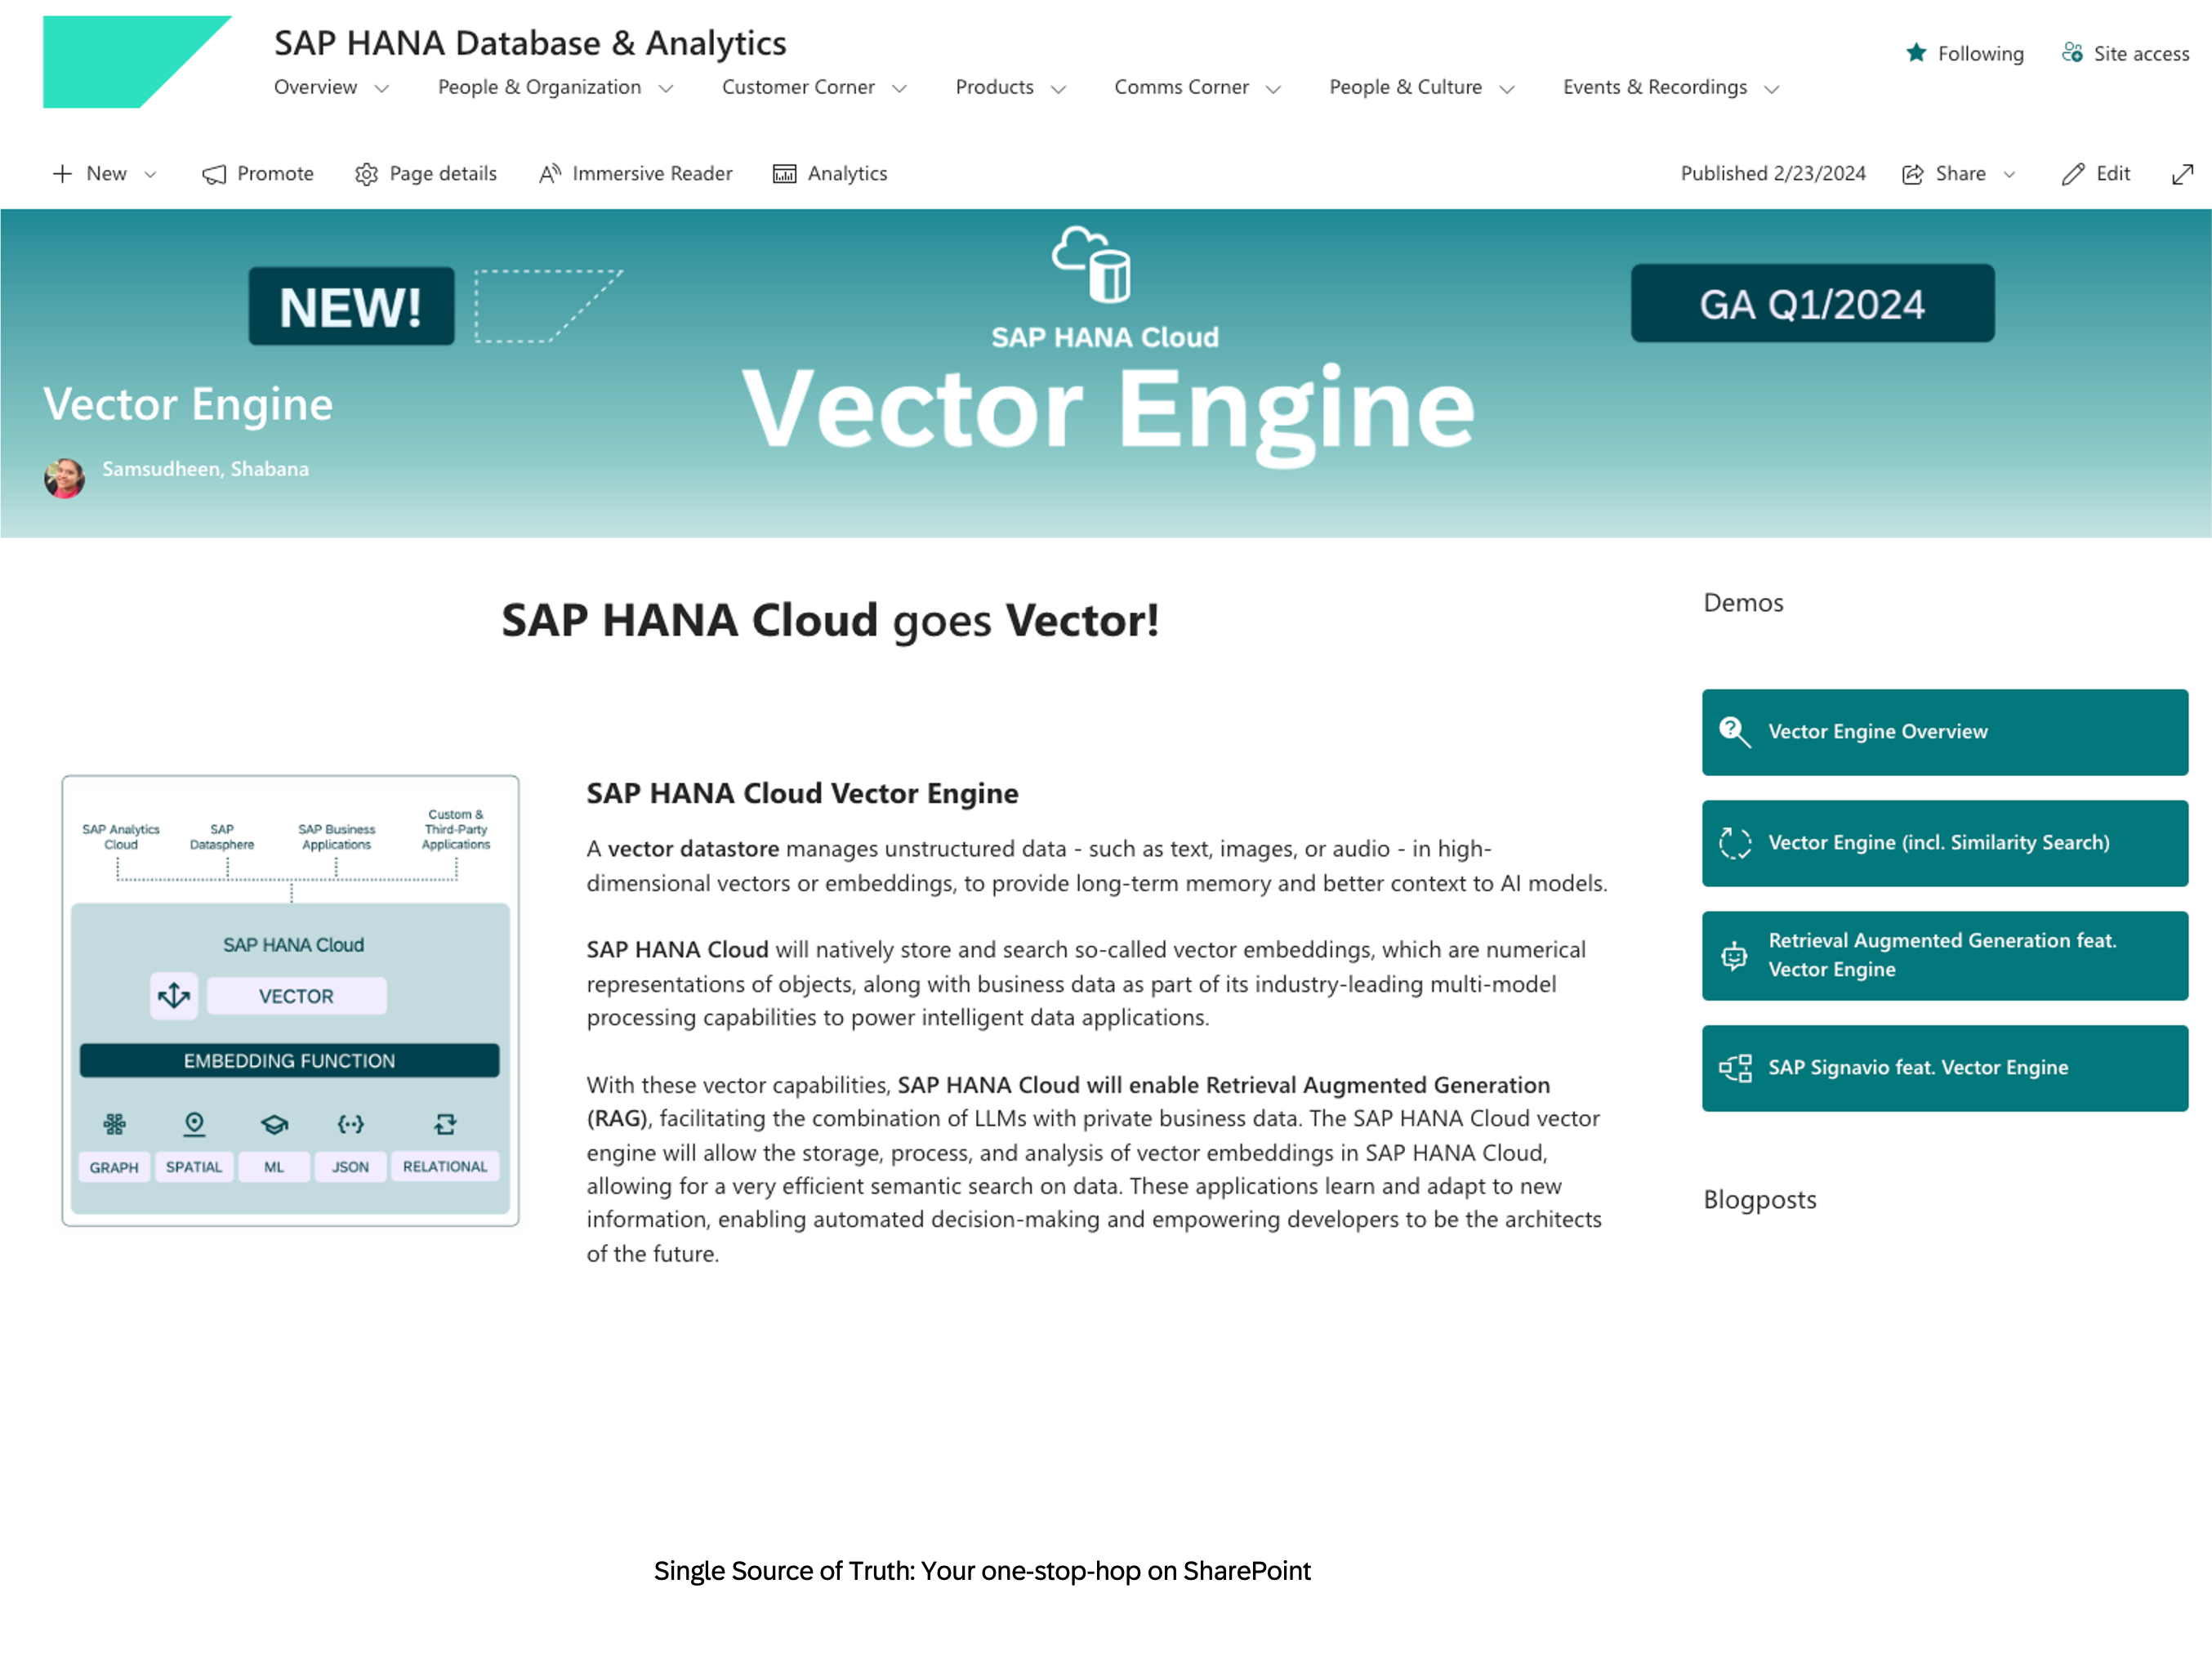 SAP HANA Database & Analytics
Following
Site access
Overview
People & Organization
Customer Corner
Products
Comms Corner
People & Culture
Events & Recordings
New
Promote
Page details
Immersive Reader
Analytics
Published 2/23/2024
Share
Edit
NEW!
SAP HANA Cloud
Vector Engine
GA Q1/2024
Vector Engine
Samsudheen, Shabana
SAP HANA Cloud goes Vector!
SAP Analytics
Cloud
SAP
Datasphere
SAP Business
Applications
Custom &
Third-Party
Applications
SAP HANA Cloud
VECTOR
EMBEDDING FUNCTION
GRAPH
SPATIAL
ML
JSON
RELATIONAL
SAP HANA Cloud Vector Engine
A vector datastore manages unstructured data - such as text, images, or audio - in high-
dimensional vectors or embeddings, to provide long-term memory and better context to AI models.
SAP HANA Cloud will natively store and search so-called vector embeddings, which are numerical
representations of objects, along with business data as part of its industry-leading multi-model
processing capabilities to power intelligent data applications.
With these vector capabilities, SAP HANA Cloud will enable Retrieval Augmented Generation
(RAG), facilitating the combination of LLMs with private business data. The SAP HANA Cloud vector
engine will allow the storage, process, and analysis of vector embeddings in SAP HANA Cloud,
allowing for a very efficient semantic search on data. These applications learn and adapt to new
information, enabling automated decision-making and empowering developers to be the architects
of the future.
Demos
Vector Engine Overview
Vector Engine (incl. Similarity Search)
Retrieval Augmented Generation feat.
Vector Engine
SAP Signavio feat. Vector Engine
Blogposts
Single Source of Truth: Your one-stop-hop on SharePoint